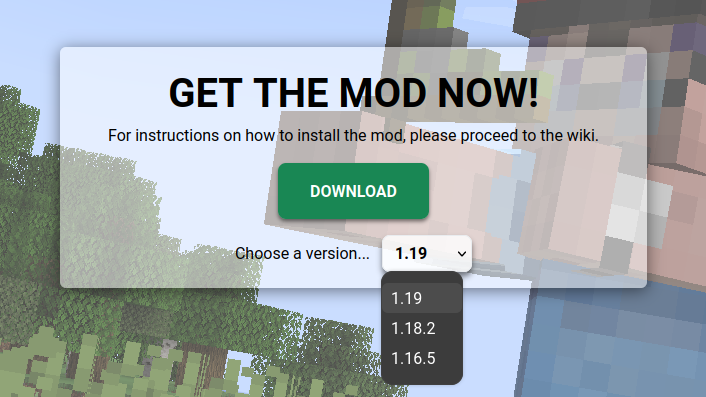 GET THE MOD NOW!
For instructions on how to install the mod, please proceed to the wiki.
DOWNLOAD
Choose a version... 1.19
1.19
1.18.2
1.16.5